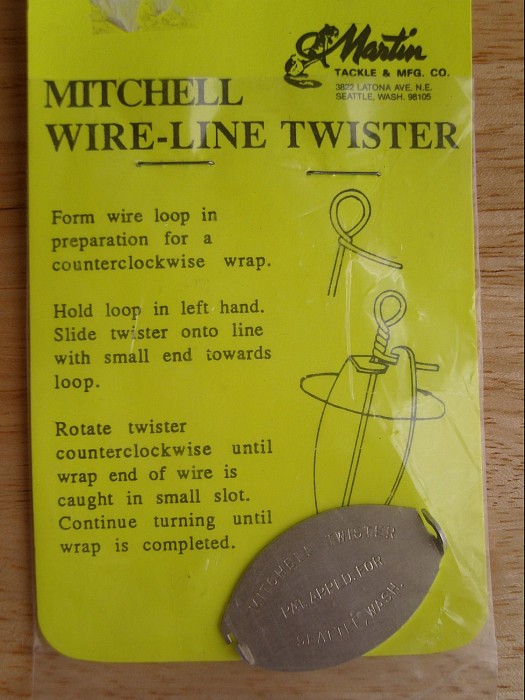 Martin
TACKLE & MFG. CO.
3822 LATONA AVE. N.E.
SEATTLE, WASH. 98105
MITCHELL
WIRE-LINE TWISTER
Form wire loop in
preparation for a
counterclockwise wrap.
Hold loop in left hand.
Slide twister onto line
with small end towards
loop.
Rotate twister
counterclockwise until
wrap end of wire is
caught in small slot.
Continue turning until
wrap is completed.
MITCHELL TWISTER
PAT. APPLD. FOR
SEATTLE, WASH.